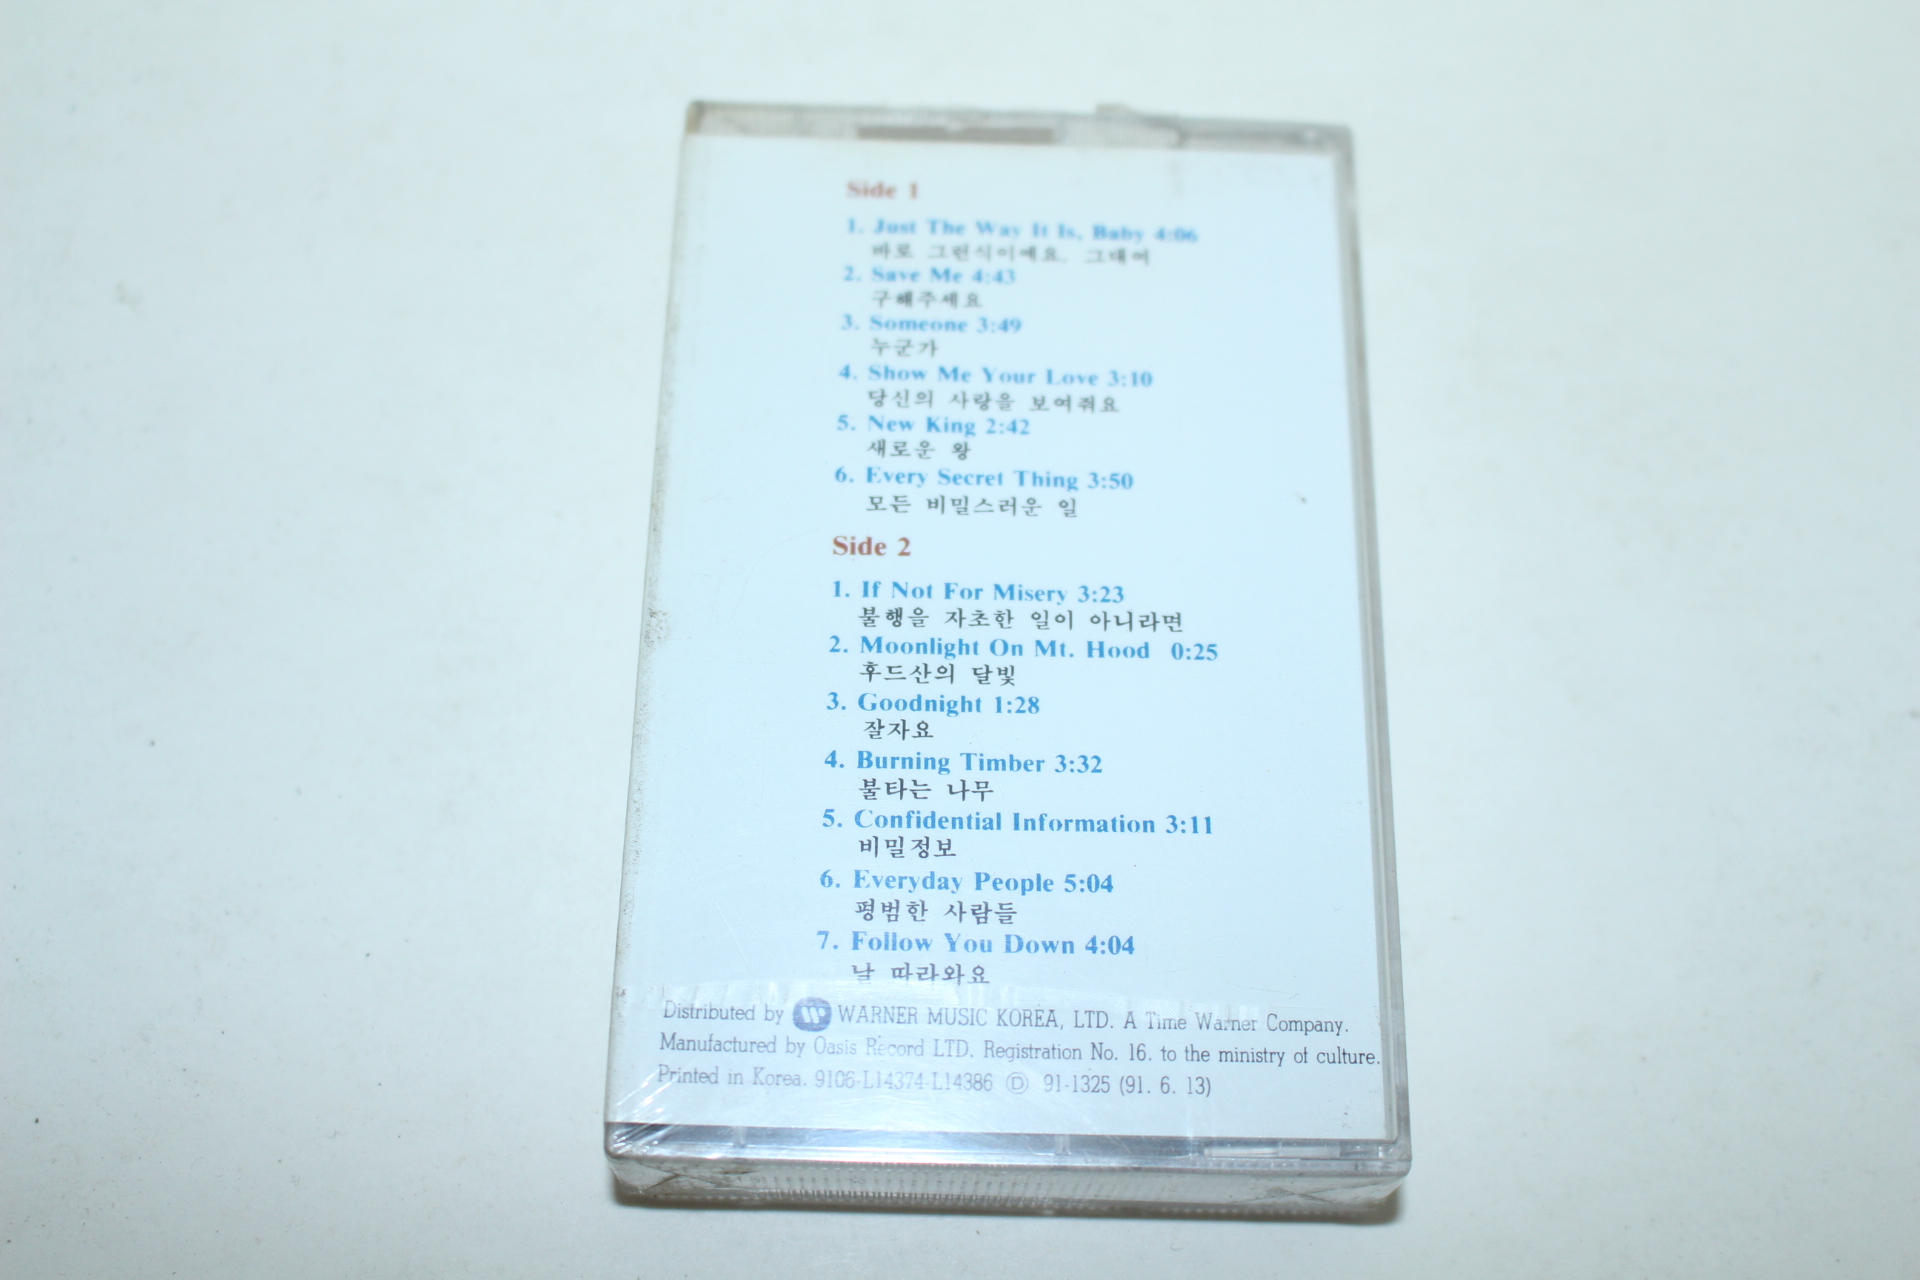 Side 1
1. Just The Way It Is, Baby 4:06
바로 그런식이예요. 그대여
2. Save Me 4:43
구해주세요
3. Someone 3:49
누군가
4. Show Me Your Love 3:10
당신의 사랑을 보여줘요
5. New King 2:42
새로운 왕
6. Every Secret Thing 3:50
모든 비밀스러운 일
Side 2
1. If Not For Misery 3:23
불행을 자초한 일이 아니라면
2. Moonlight On Mt. Hood 0:25
후드산의 달빛
3. Goodnight 1:28
잘자요
4. Burning Timber 3:32
불타는 나무
5. Confidential Information 3:11
비밀정보
6. Everyday People 5:04
평범한 사람들
7. Follow You Down 4:04
날 따라와요
Distributed by WARNER MUSIC KOREA, LTD. A Time Warner Company.
Manufactured by Oasis Record LTD. Registration No. 16. to the ministry of culture.
Printed in Korea. 9106-L14374-L14386 Ⓓ 91-1325 (91. 6. 13)